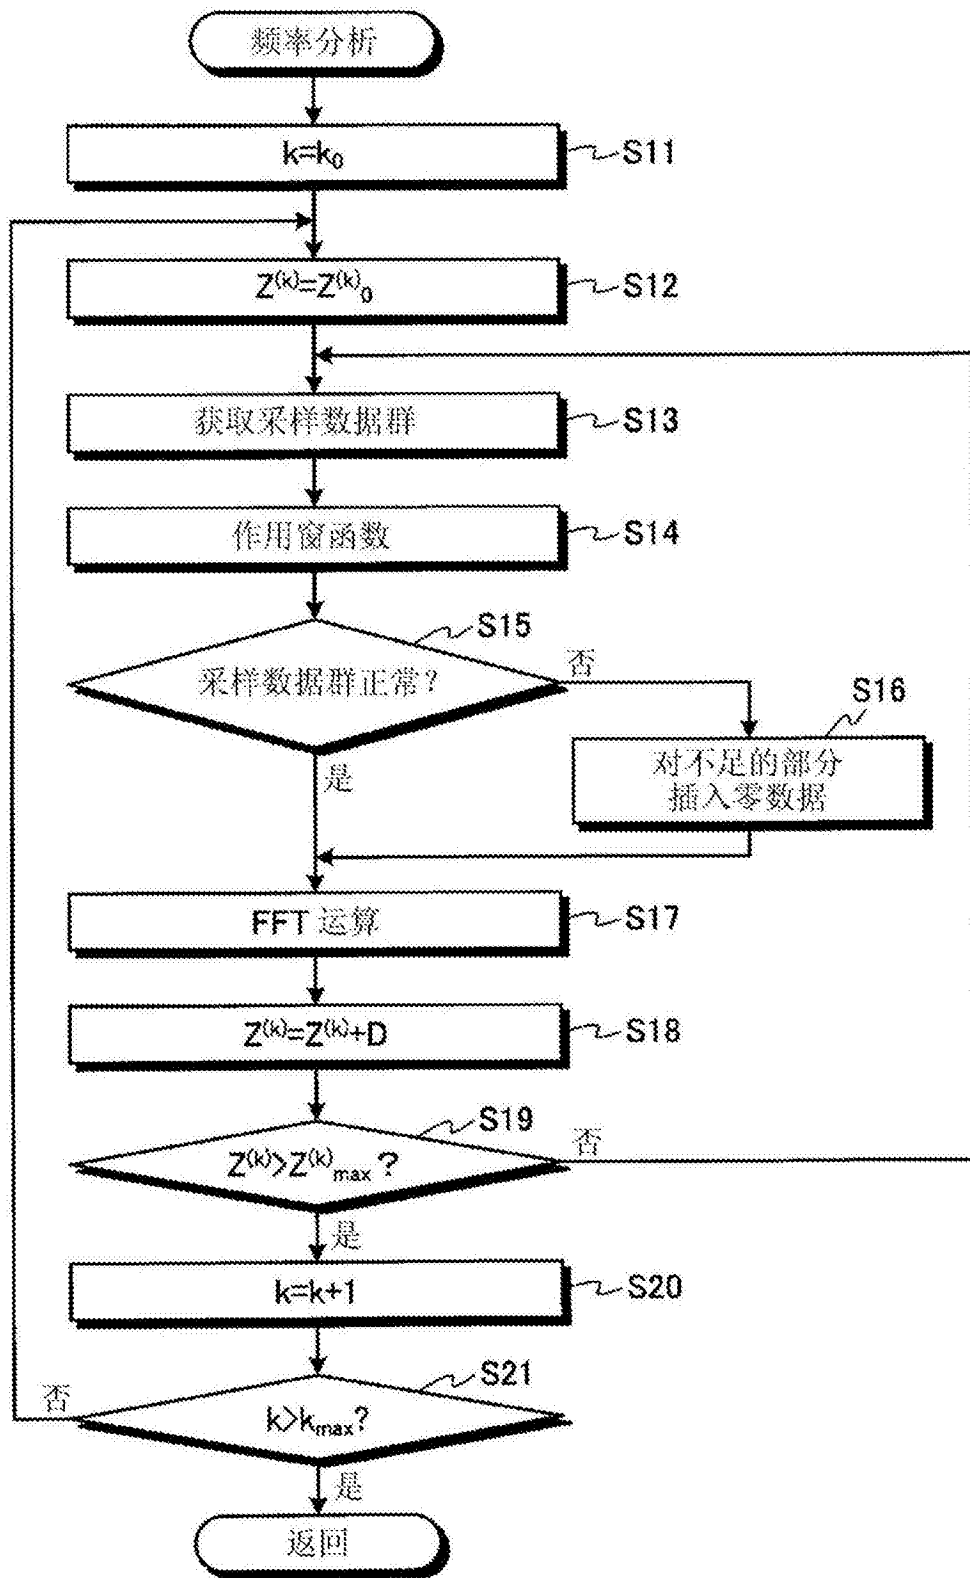 频率分析
k=k₀ S11
Z⁽ᵏ⁾=Z⁽ᵏ⁾₀ S12
获取采样数据群 S13
作用窗函数 S14
S15
采样数据群正常？ 否
S16
对不足的部分
插入零数据
是
FFT 运算 S17
Z⁽ᵏ⁾=Z⁽ᵏ⁾+D S18
S19
Z⁽ᵏ⁾>Z⁽ᵏ⁾max？ 否
是
k=k+1 S20
S21
否
k>kmax?
是
返回